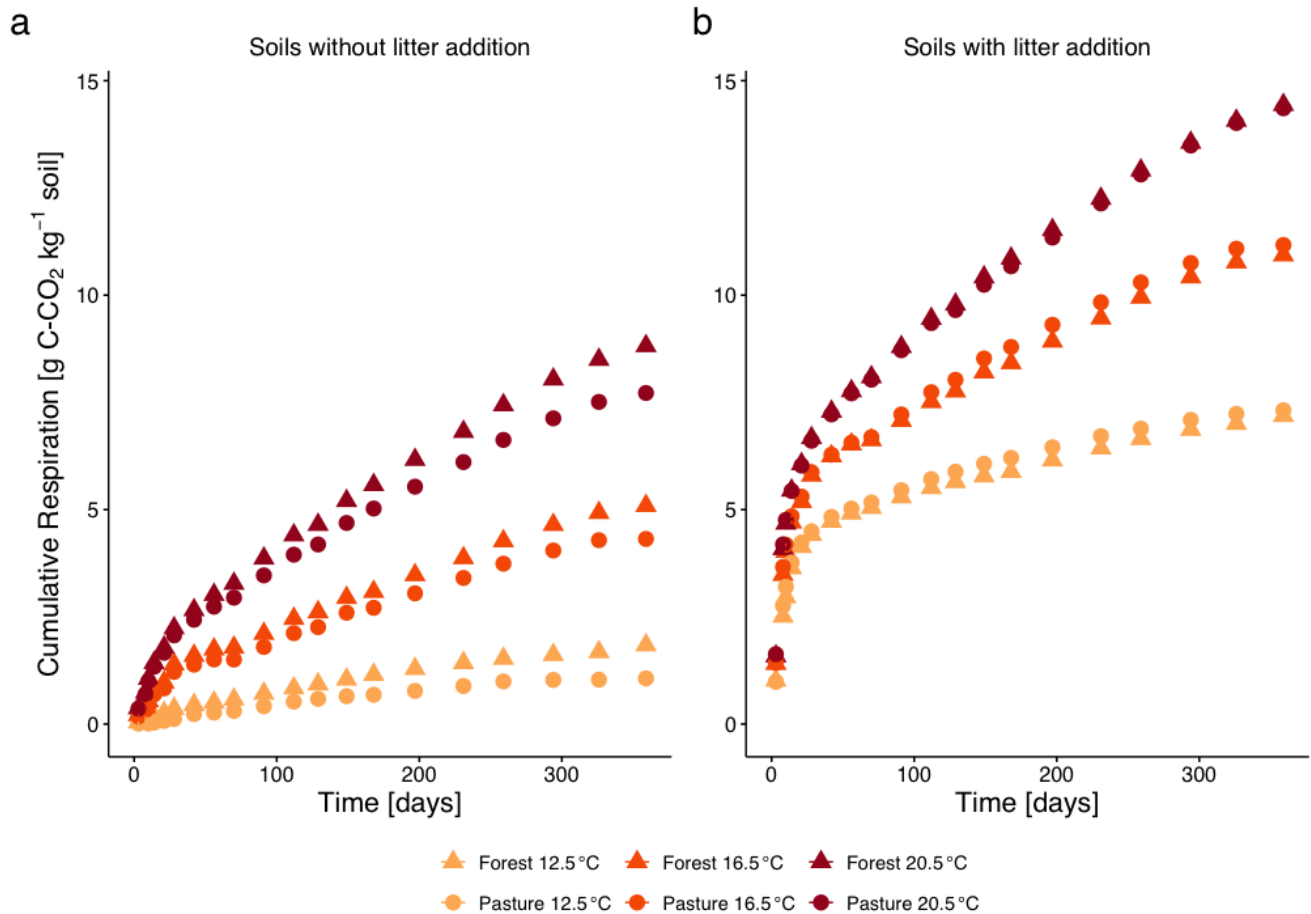 a
Soils without litter addition
15
10
5
0
0 100 200 300
Time [days]
Cumulative Respiration [g C-CO₂ kg⁻¹ soil]
b
Soils with litter addition
15
10
5
0
0 100 200 300
Time [days]
Forest 12.5°C Forest 16.5°C Forest 20.5°C
Pasture 12.5°C Pasture 16.5°C Pasture 20.5°C